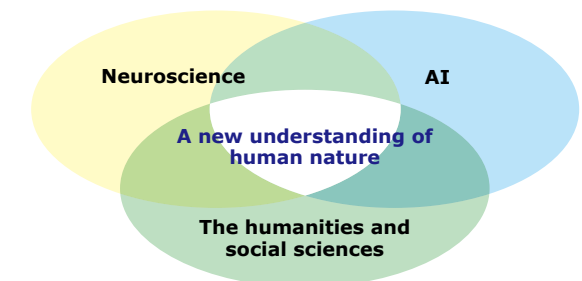 Neuroscience
AI
A new understanding of
human nature
The humanities and
social sciences